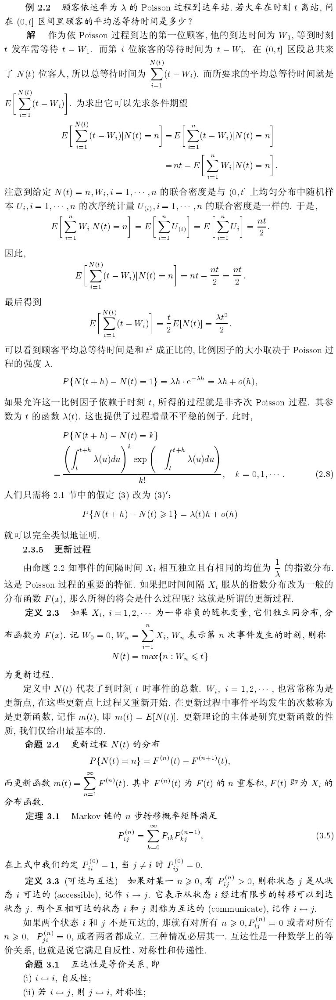 例 2.2 顾客依速率为 λ 的 Poisson 过程到达车站. 若火车在时刻 t 离站, 问
在 (0, t] 区间里顾客的平均总等待时间是多少?
解 作为依 Poisson 过程到达的第一位顾客, 他的到达时间为 W₁, 等到时刻
t 发车需等待 t − W₁. 而第 i 位旅客的等待时间为 t − Wᵢ. 在 (0, t] 区段总共来
了 N(t) 位客人, 所以总等待时间为 $\sum_{i=1}^{N(t)}(t-W_i)$. 而所要求的平均总等待时间就是
$E\left[\sum_{i=1}^{N(t)}(t-W_i)\right]$. 为求出它可以先求条件期望
$E\left[\sum_{i=1}^{N(t)}(t-W_i)|N(t)=n\right]=E\left[\sum_{i=1}^{n}(t-W_i)|N(t)=n\right]$
$=nt-E\left[\sum_{i=1}^{n}W_i|N(t)=n\right].$
注意到给定 N(t) = n, Wᵢ, i = 1, ··· , n 的联合密度是与 (0, t] 上均匀分布中随机样
本 Uᵢ, i = 1, ··· , n 的次序统计量 $U_{(i)}$, i = 1, ··· , n 的联合密度是一样的. 于是,
$E\left[\sum_{i=1}^{n}W_i|N(t)=n\right]=E\left[\sum_{i=1}^{n}U_{(i)}\right]=E\left[\sum_{i=1}^{n}U_i\right]=\frac{nt}{2}.$
因此,
$E\left[\sum_{i=1}^{N(t)}(t-W_i)|N(t)=n\right]=nt-\frac{nt}{2}=\frac{nt}{2}.$
最后得到
$E\left[\sum_{i=1}^{N(t)}(t-W_i)\right]=\frac{t}{2}E[N(t)]=\frac{\lambda t^2}{2}.$
可以看到顾客平均总等待时间是和 t² 成正比的, 比例因子的大小取决于 Poisson 过
程的强度 λ.
$P\{N(t+h)-N(t)=1\}=\lambda h\cdot \mathrm{e}^{-\lambda h}=\lambda h+o(h),$
如果允许这一比例因子依赖于时刻 t, 所得的过程就是非齐次 Poisson 过程. 其参
数为 t 的函数 λ(t). 这也提供了过程增量不平稳的例子. 此时,
$P\{N(t+h)-N(t)=k\}$
$=\frac{\left(\int_t^{t+h}\lambda(u)du\right)^k\exp\left(-\int_t^{t+h}\lambda(u)du\right)}{k!},\quad k=0,1,\cdots.$ (2.8)
人们只需将 2.1 节中的假定 (3) 改为 (3)′:
$P\{N(t+h)-N(t)\geqslant 1\}=\lambda(t)h+o(h)$
就可以完全类似地证明.
2.3.5 更新过程
由命题 2.2 知事件的间隔时间 Xᵢ 相互独立且有相同的均值为 $\frac{1}{\lambda}$ 的指数分布.
这是 Poisson 过程的重要的特征. 如果把时间间隔 Xᵢ 服从的指数分布改为一般的
分布函数 F(x), 那么所得的将会是什么过程呢? 这就是所谓的更新过程.
定义 2.3 如果 Xᵢ, i = 1, 2, ··· 为一串非负的随机变量, 它们独立同分布, 分
布函数为 F(x). 记 W₀ = 0, $W_n=\sum_{i=1}^{n}X_i$, Wₙ 表示第 n 次事件发生的时刻, 则称
$N(t)=\max\{n:W_n\leqslant t\}$
为更新过程.
定义中 N(t) 代表了到时刻 t 时事件的总数. Wᵢ, i = 1, 2, ··· , 也常常称为是
更新点, 在这些更新点上过程又重新开始. 在更新过程中事件平均发生的次数称为
是更新函数, 记作 m(t), 即 m(t) = E[N(t)]. 更新理论的主体是研究更新函数的性
质, 我们仅给出最基本的.
命题 2.4 更新过程 N(t) 的分布
$P\{N(t)=n\}=F^{(n)}(t)-F^{(n+1)}(t),$
而更新函数 $m(t)=\sum_{n=1}^{\infty}F^{(n)}(t)$. 其中 $F^{(n)}(t)$ 为 F(t) 的 n 重卷积, F(t) 即为 Xᵢ 的
分布函数.
定理 3.1 Markov 链的 n 步转移概率矩阵满足
$P_{ij}^{(n)}=\sum_{k=0}^{\infty}P_{ik}P_{kj}^{(n-1)},$ (3.5)
在上式中我们约定 $P_{ii}^{(0)}=1$, 当 j ≠ i 时 $P_{ij}^{(0)}=0$.
定义 3.3 (可达与互达) 如果对某一 n ⩾ 0, 有 $P_{ij}^{(n)}>0$, 则称状态 j 是从状
态 i 可达的 (accessible), 记作 i → j. 它表示从状态 i 经过有限步的转移可以到达
状态 j. 两个互相可达的状态 i 和 j 则称为互达的 (communicate), 记作 i ↔ j.
如果两个状态 i 和 j 不是互达的, 那就有对所有 n ⩾ 0, $P_{ij}^{(n)}=0$ 或者对所有
n ⩾ 0, $P_{ji}^{(n)}=0$, 或者两者都成立. 三种情况必居其一. 互达性是一种数学上的等
价关系, 也就是说它满足自反性、对称性和传递性.
命题 3.1 互达性是等价关系, 即
(i) i ↔ i, 自反性;
(ii) 若 i ↔ j, 则 j ↔ i, 对称性;